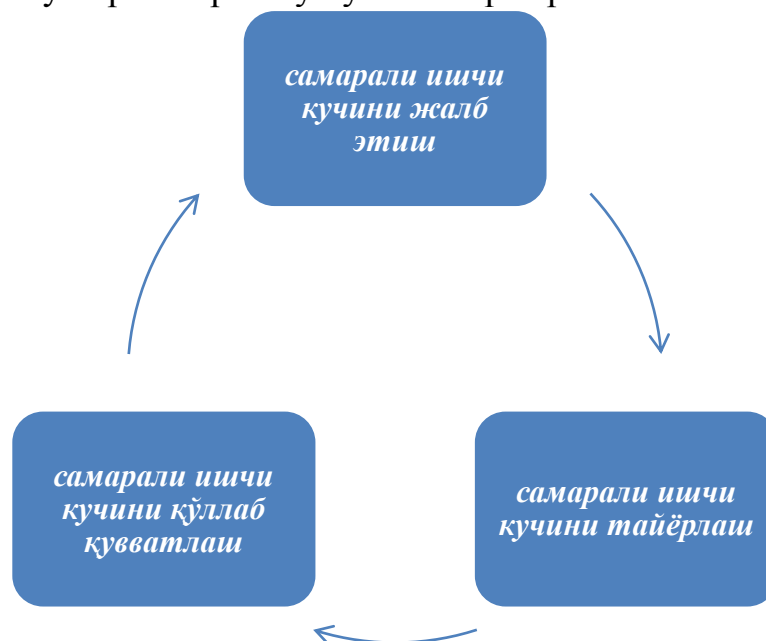 самарали ишчи
кучини жалб
этиш
самарали ишчи
кучини қўллаб
қувватлаш
самарали ишчи
кучини тайёрлаш